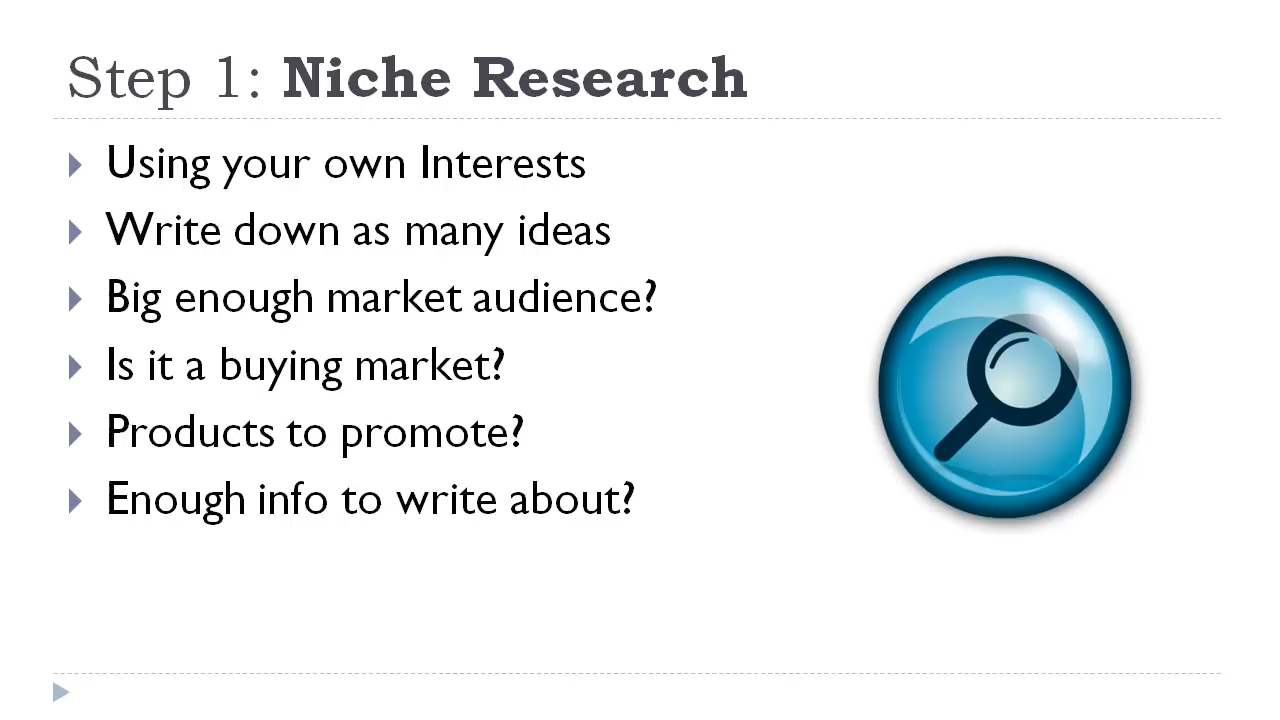 Step 1: Niche Research
Using your own Interests
Write down as many ideas
Big enough market audience?
Is it a buying market?
Products to promote?
Enough info to write about?